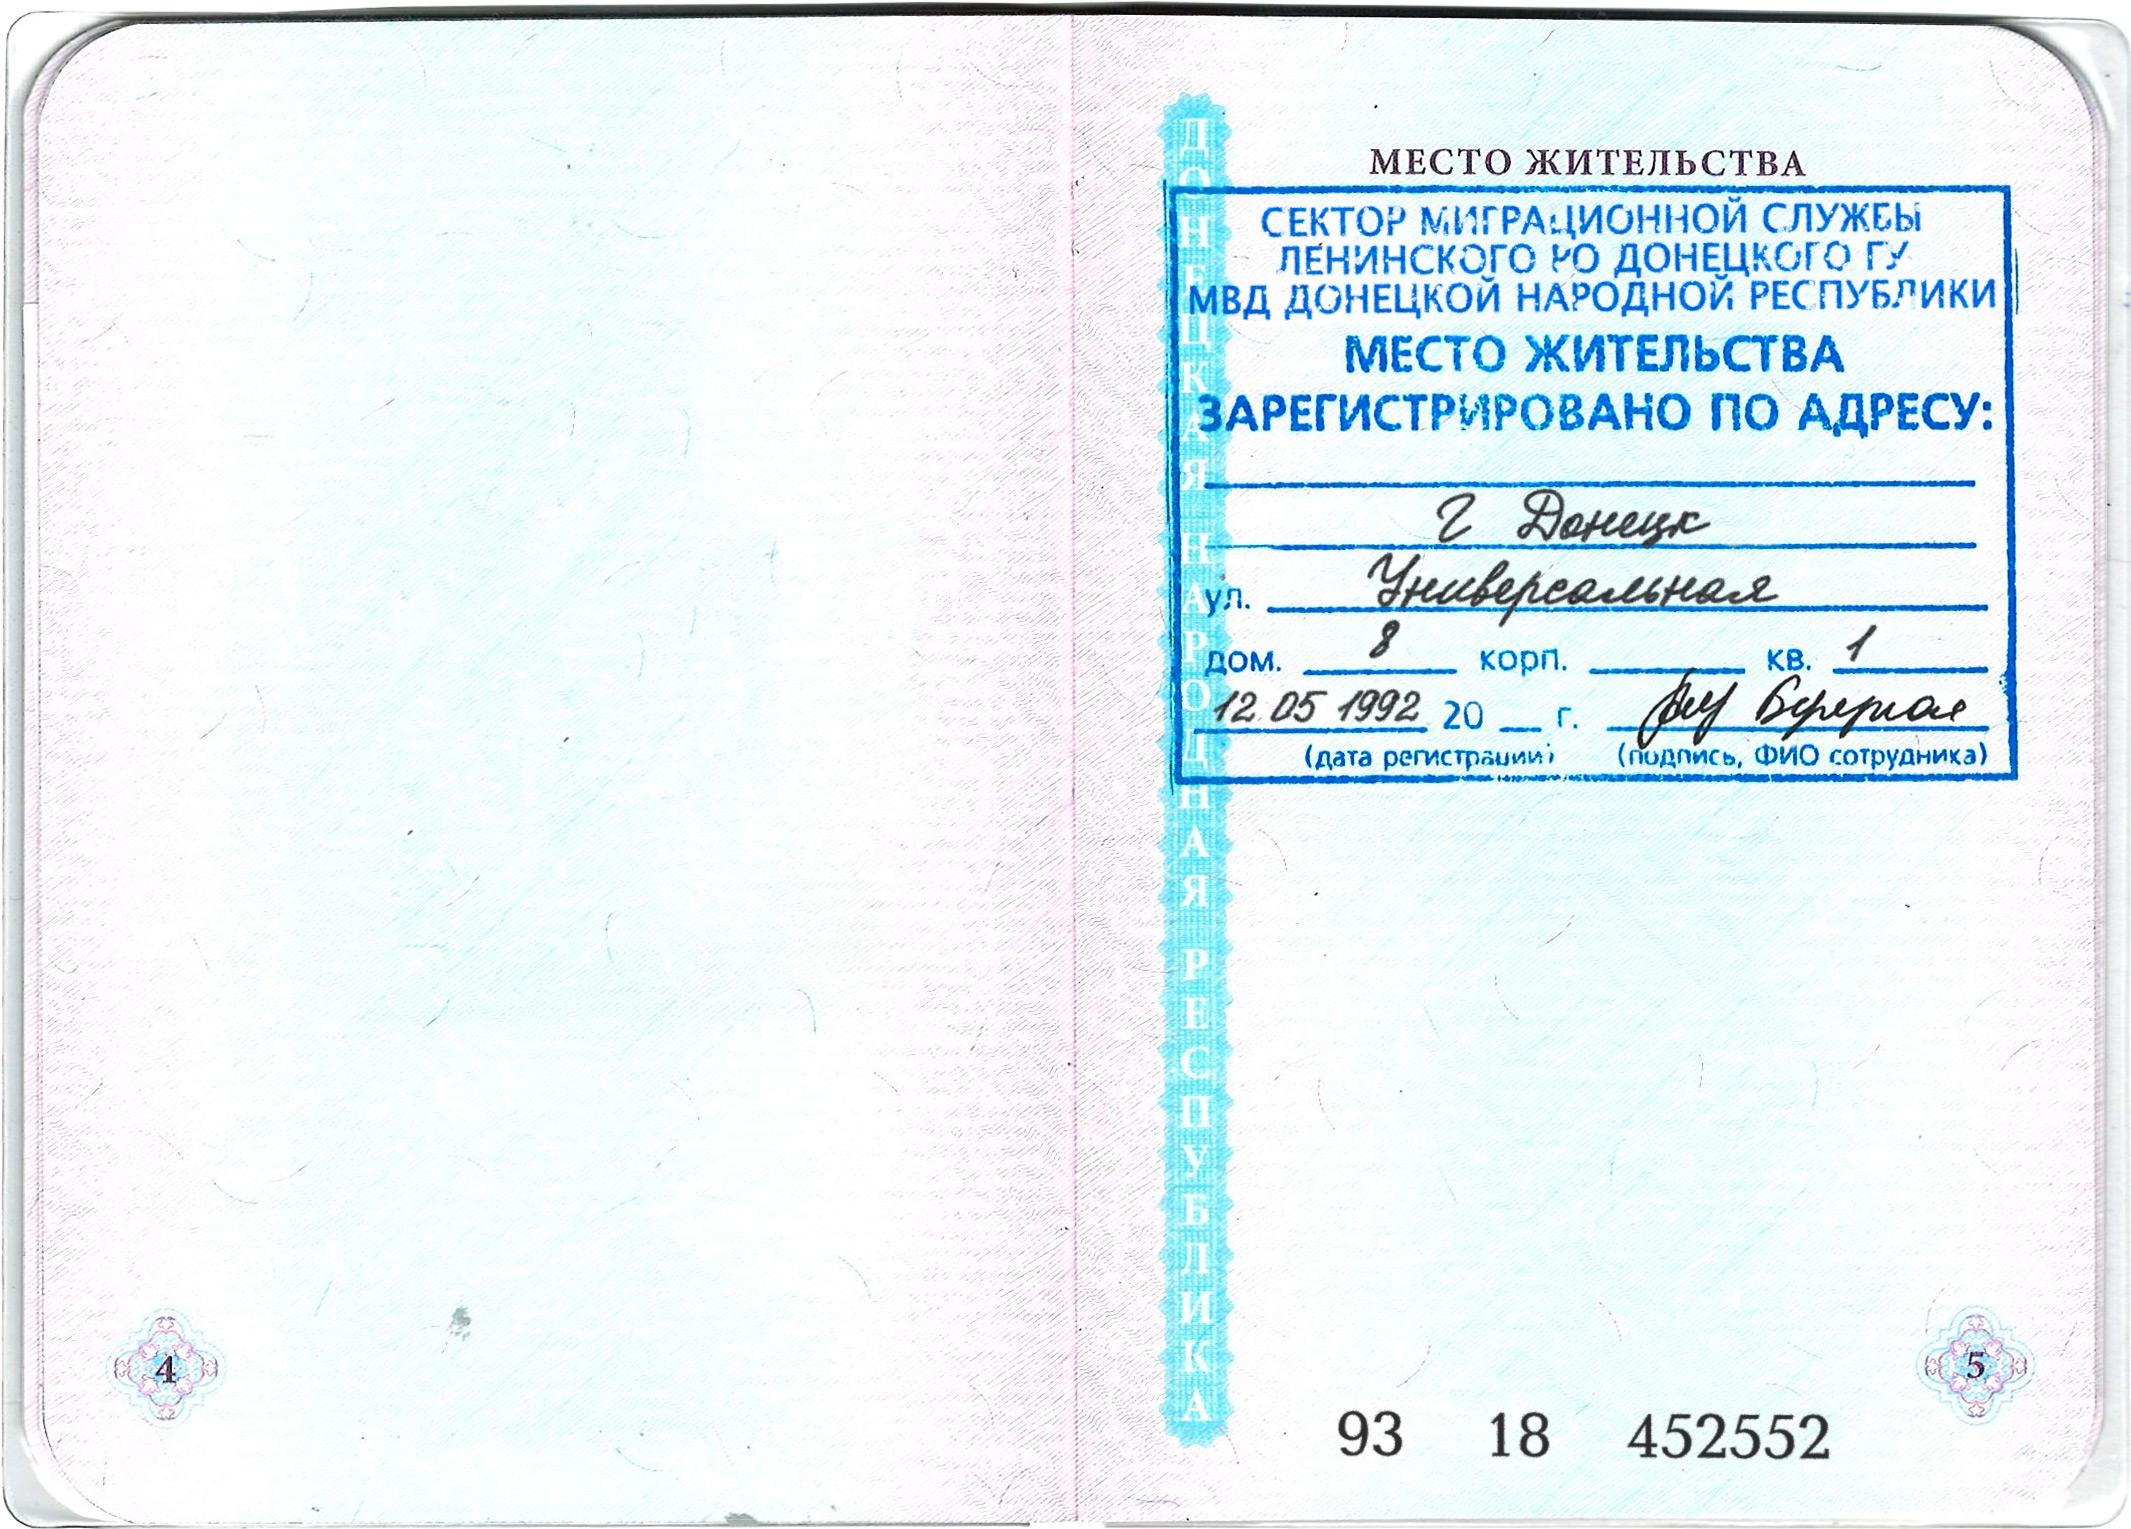 ДОНЕЦКАЯ НАРОДНАЯ РЕСПУБЛИКА
МЕСТО ЖИТЕЛЬСТВА
СЕКТОР МИГРАЦИОННОЙ СЛУЖБЫ
ЛЕНИНСКОГО РО ДОНЕЦКОГО ГУ
МВД ДОНЕЦКОЙ НАРОДНОЙ РЕСПУБЛИКИ
МЕСТО ЖИТЕЛЬСТВА
ЗАРЕГИСТРИРОВАНО ПО АДРЕСУ:
г Донецк
ул. Универсальная
дом. 8 корп. кв. 1
12.05 1992 20 г.
(дата регистрации) (подпись, ФИО сотрудника)
4
5
93 18 452552